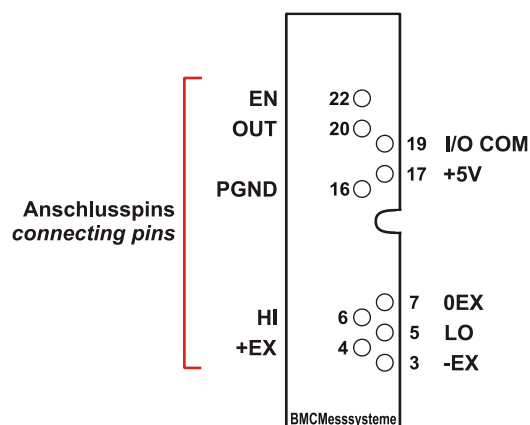 EN 22
OUT 20
19 I/O COM
17 +5V
PGND 16
Anschlusspins
connecting pins
7 0EX
HI 6
5 LO
+EX 4
3 -EX
BMCMesssysteme